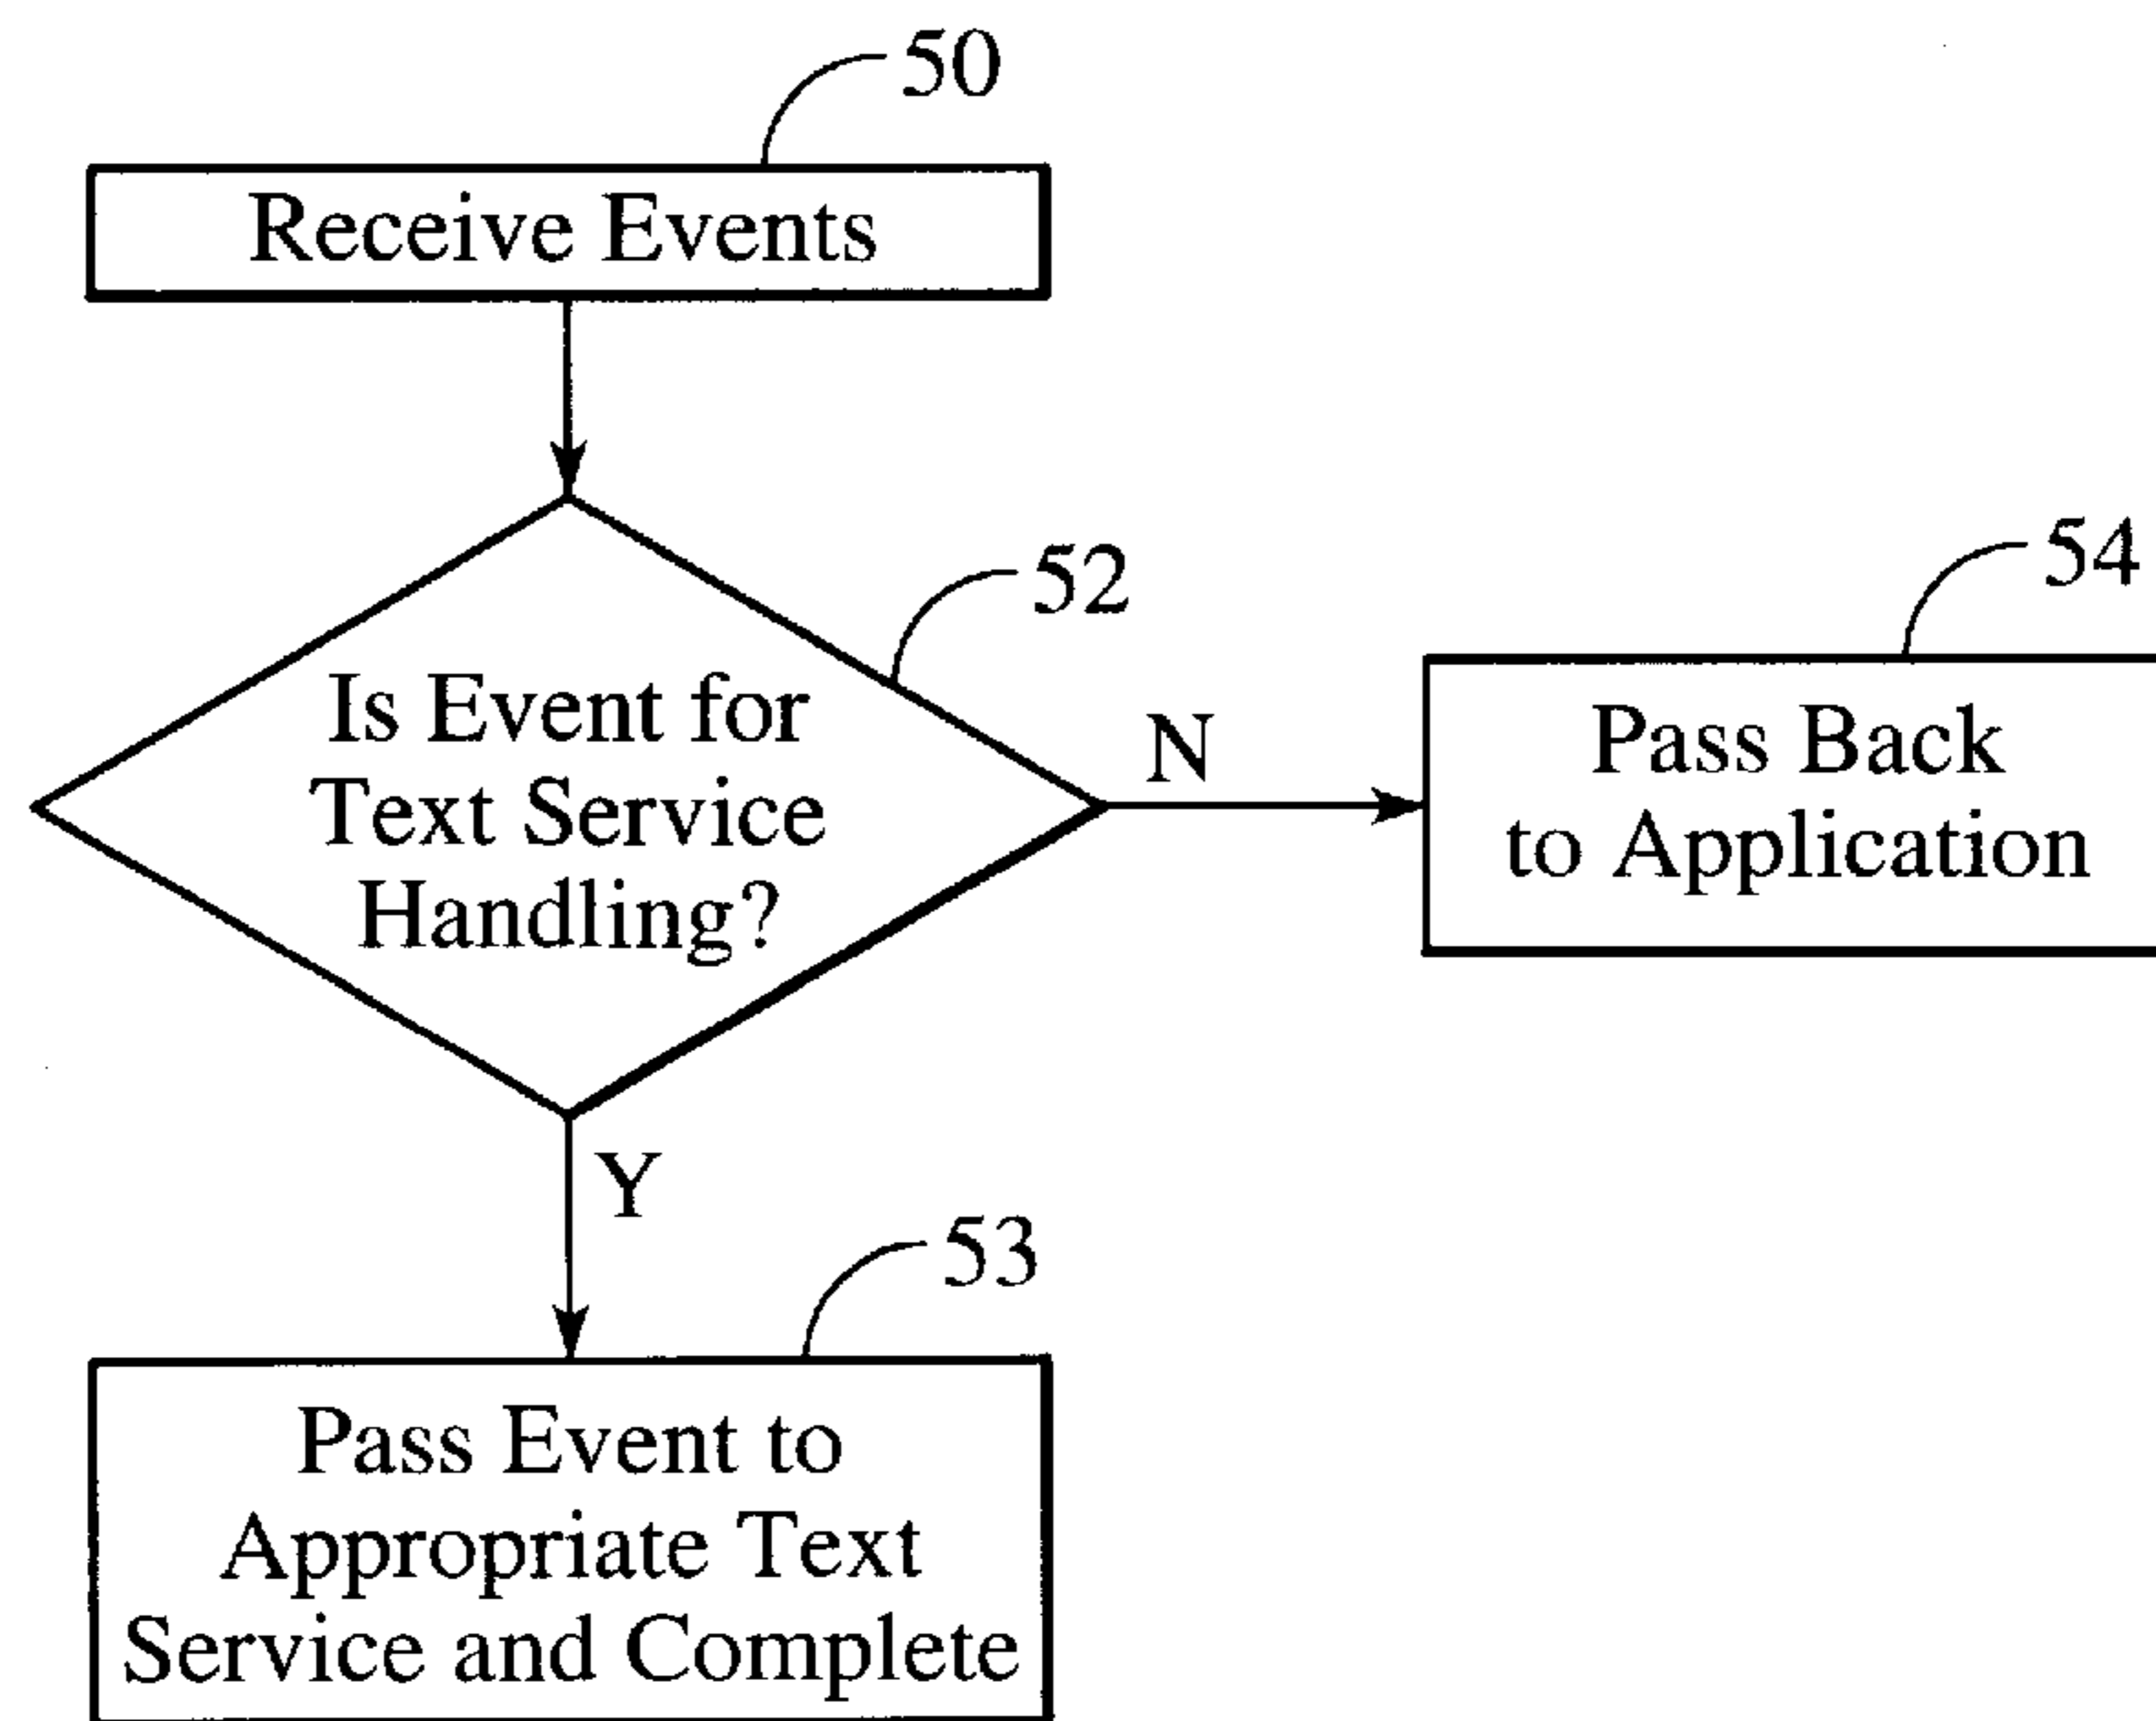 50
Receive Events
52
Is Event for
Text Service
Handling?
N
54
Pass Back
to Application
Y
53
Pass Event to
Appropriate Text
Service and Complete